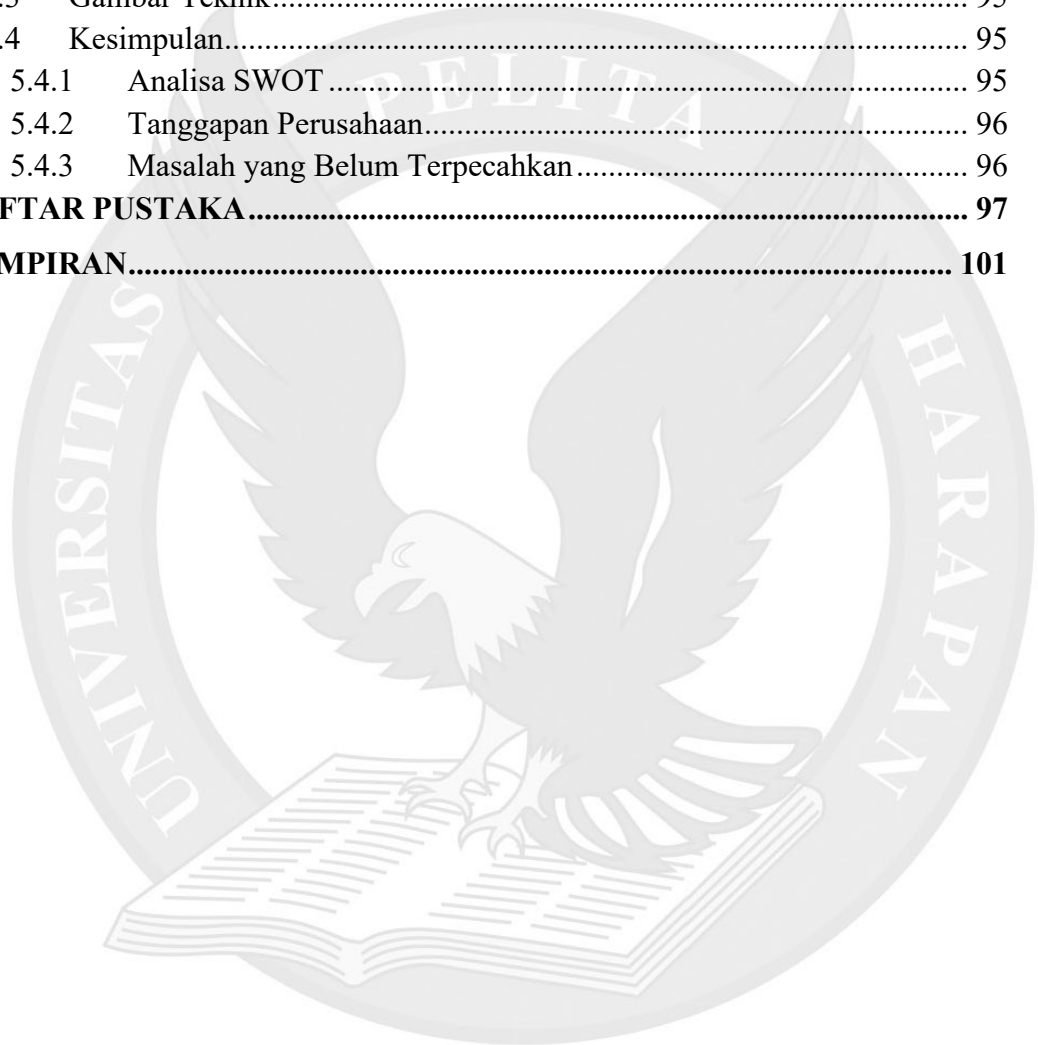 .3 Gambar Teknik........................................................................................ 95
.4 Kesimpulan.............................................................................................. 95
5.4.1 Analisa SWOT ................................................................................ 95
5.4.2 Tanggapan Perusahaan.................................................................... 96
5.4.3 Masalah yang Belum Terpecahkan ................................................. 96
FTAR PUSTAKA.......................................................................................... 97
MPIRAN....................................................................................................... 101
UNIVERSITAS PELITA HARAPAN